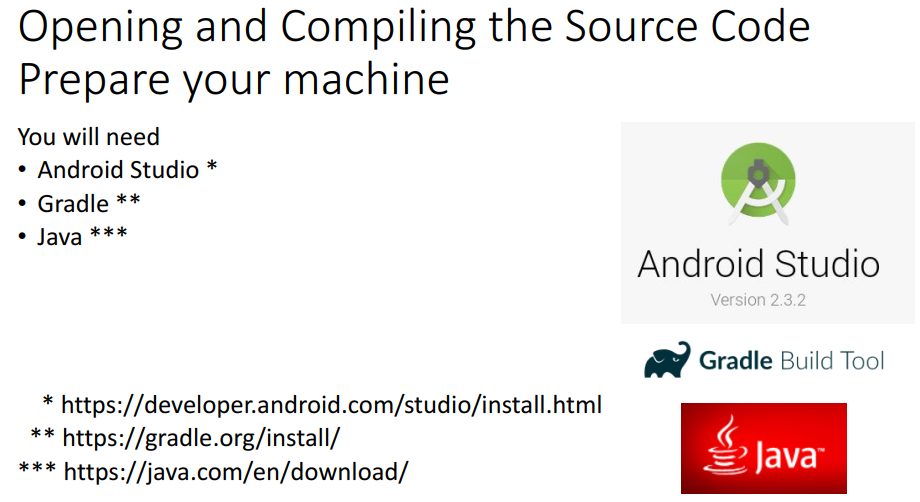 Opening and Compiling the Source Code
Prepare your machine
You will need
• Android Studio *
• Gradle **
• Java ***
Android Studio
Version 2.3.2
Gradle Build Tool
* https://developer.android.com/studio/install.html
** https://gradle.org/install/
*** https://java.com/en/download/
Java™